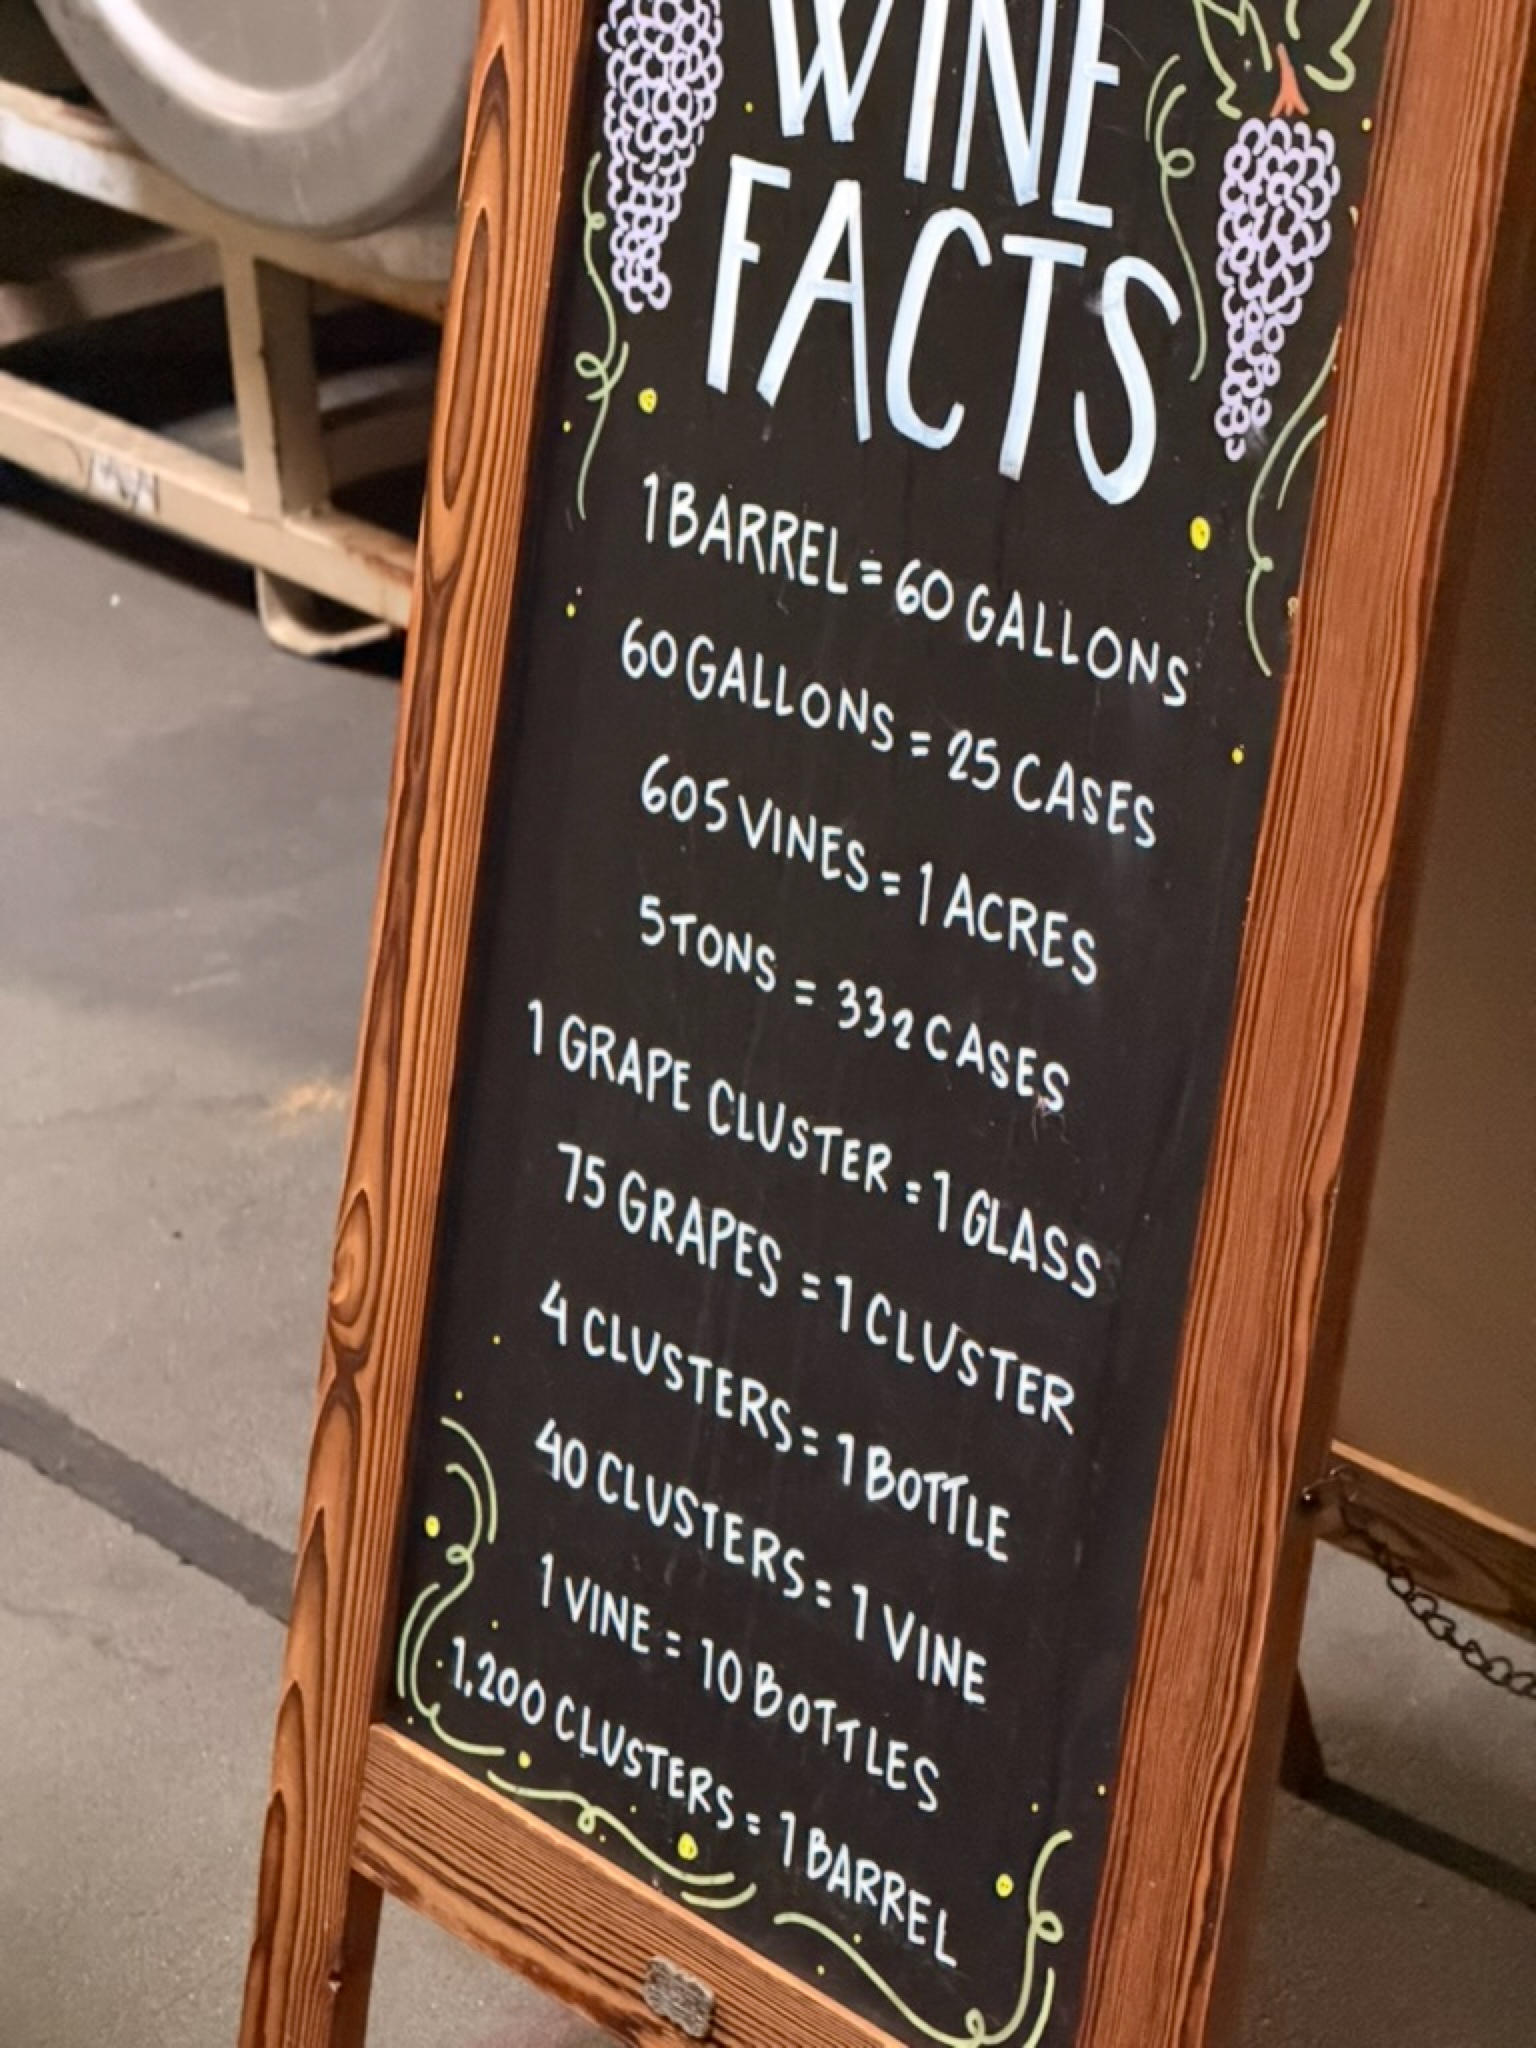 WINE
FACTS
1 BARREL = 60 GALLONS
60 GALLONS = 25 CASES
605 VINES = 1 ACRES
5 TONS = 332 CASES
1 GRAPE CLUSTER = 1 GLASS
75 GRAPES = 1 CLUSTER
4 CLUSTERS = 1 BOTTLE
40 CLUSTERS = 1 VINE
1 VINE = 10 BOTTLES
1,200 CLUSTERS = 1 BARREL